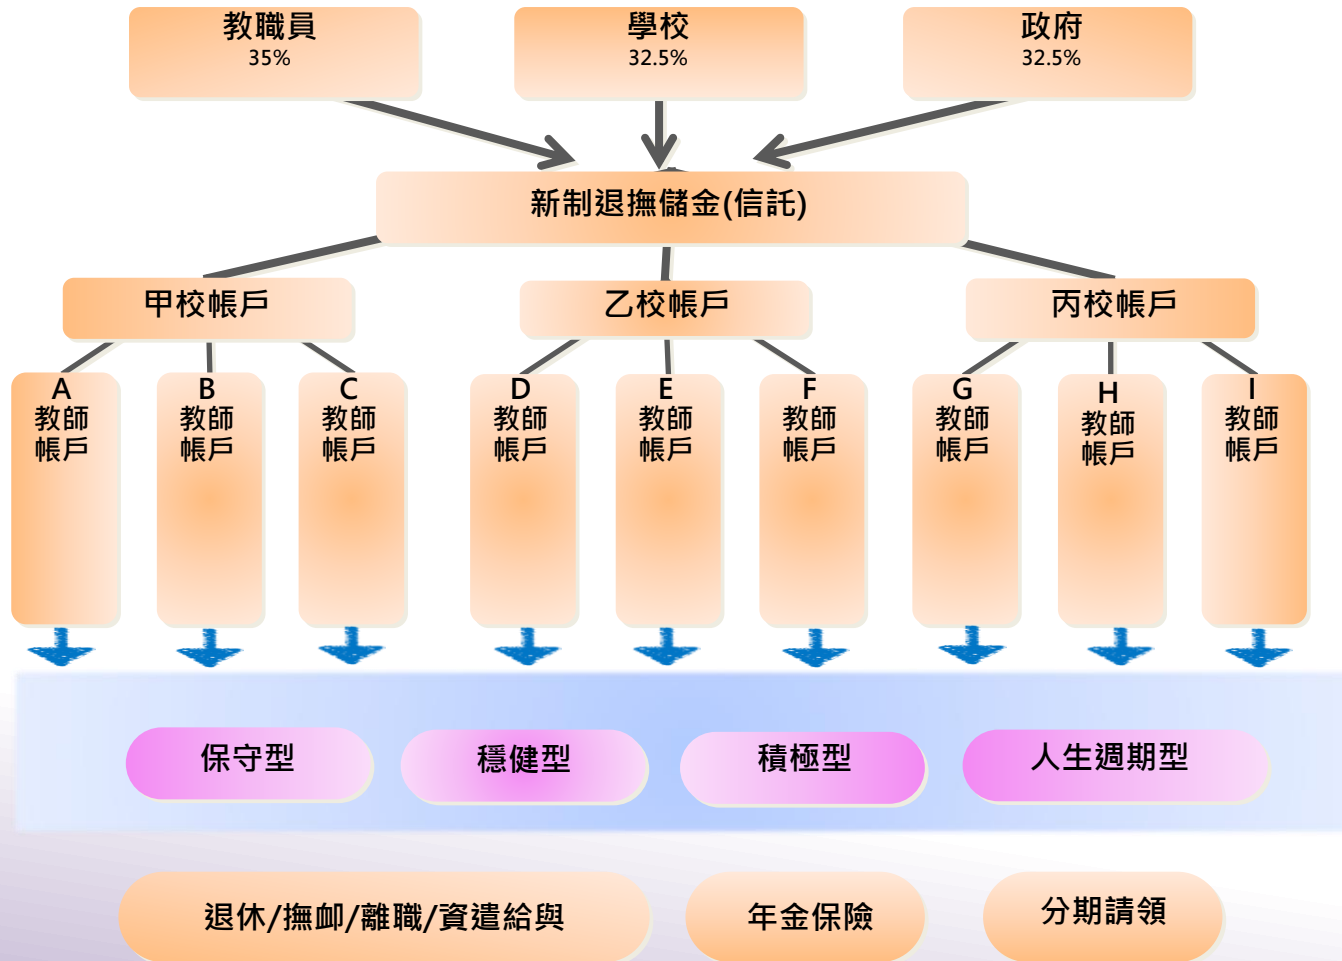 教職員
35%
學校
32.5%
政府
32.5%
新制退撫儲金(信託)
甲校帳戶
乙校帳戶
丙校帳戶
A
教師
帳戶
B
教師
帳戶
C
教師
帳戶
D
教師
帳戶
E
教師
帳戶
F
教師
帳戶
G
教師
帳戶
H
教師
帳戶
I
教師
帳戶
保守型
穩健型
積極型
人生週期型
退休/撫卹/離職/資遣給與
年金保險
分期請領